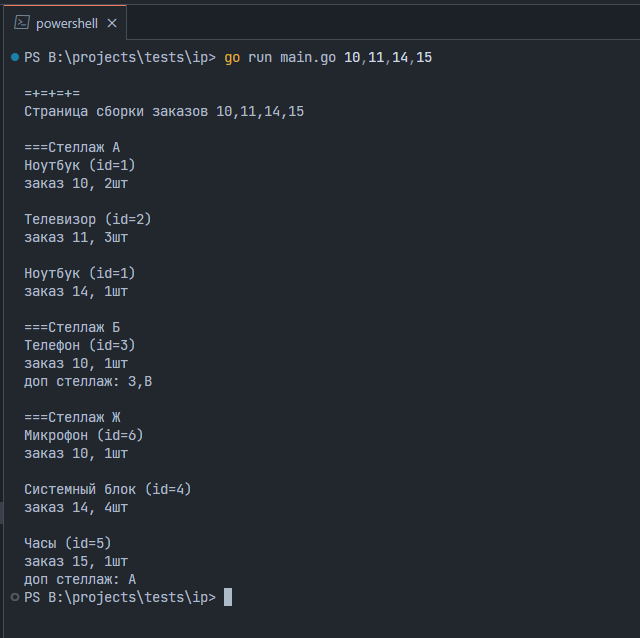 powershell
PS B:\projects\tests\ip> go run main.go 10,11,14,15
=+=+=+=
Страница сборки заказов 10,11,14,15
===Стеллаж А
Ноутбук (id=1)
заказ 10, 2шт
Телевизор (id=2)
заказ 11, 3шт
Ноутбук (id=1)
заказ 14, 1шт
===Стеллаж Б
Телефон (id=3)
заказ 10, 1шт
доп стеллаж: З,В
===Стеллаж Ж
Микрофон (id=6)
заказ 10, 1шт
Системный блок (id=4)
заказ 14, 4шт
Часы (id=5)
заказ 15, 1шт
доп стеллаж: А
PS B:\projects\tests\ip>